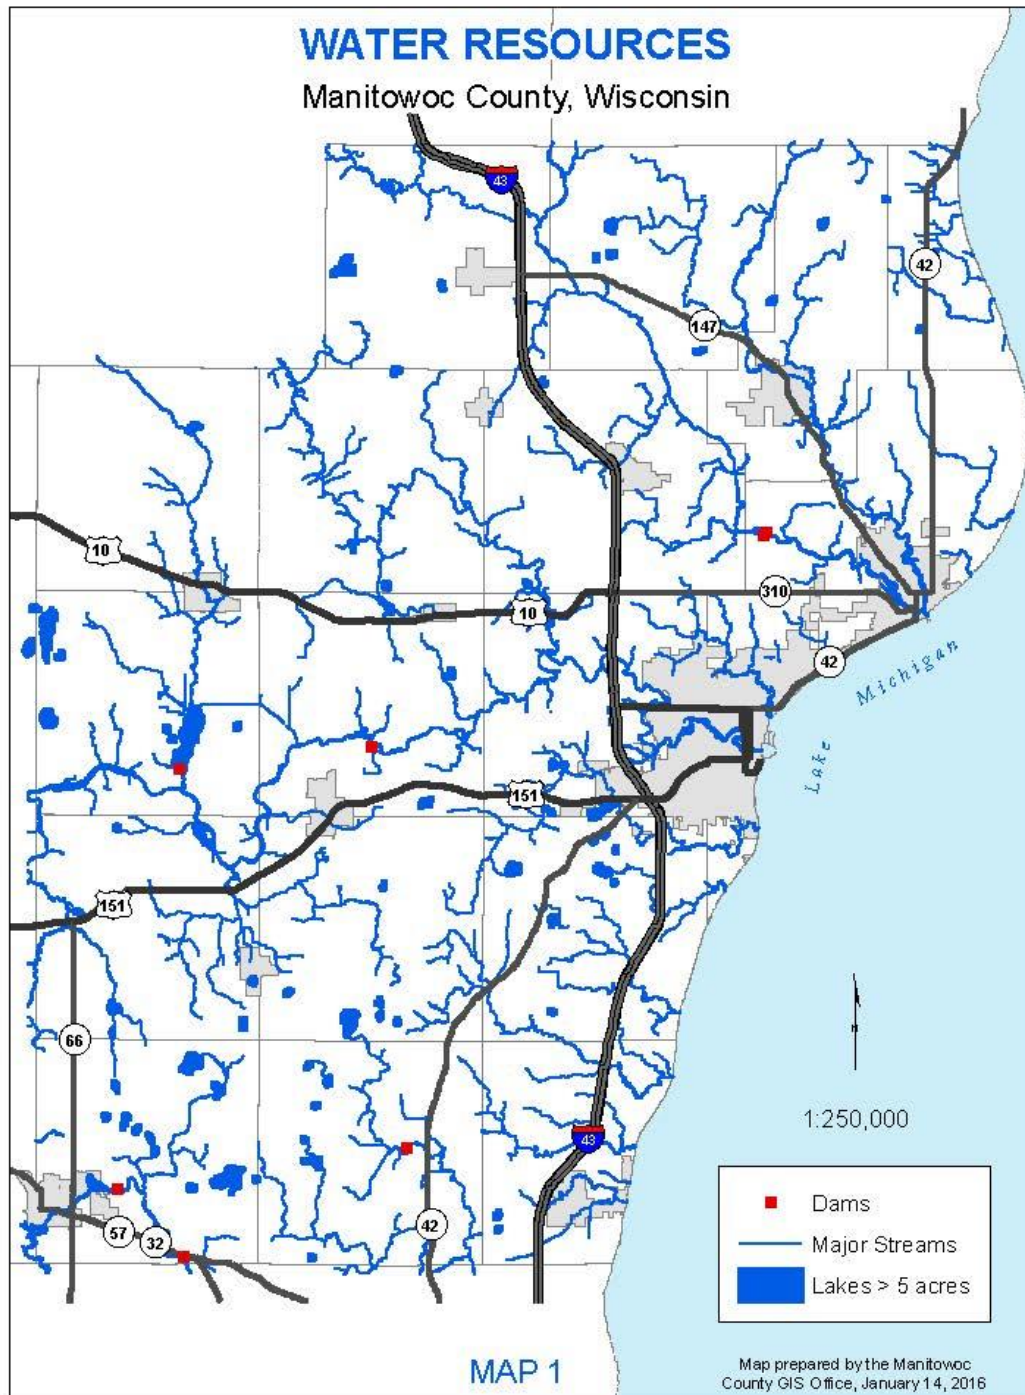 WATER RESOURCES
Manitowoc County, Wisconsin
43
42
147
10
310
10
42
Lake Michigan
151
151
66
1:250,000
43
42
57
32
Dams
Major Streams
Lakes > 5 acres
MAP 1
Map prepared by the Manitowoc
County GIS Office, January 14, 2016